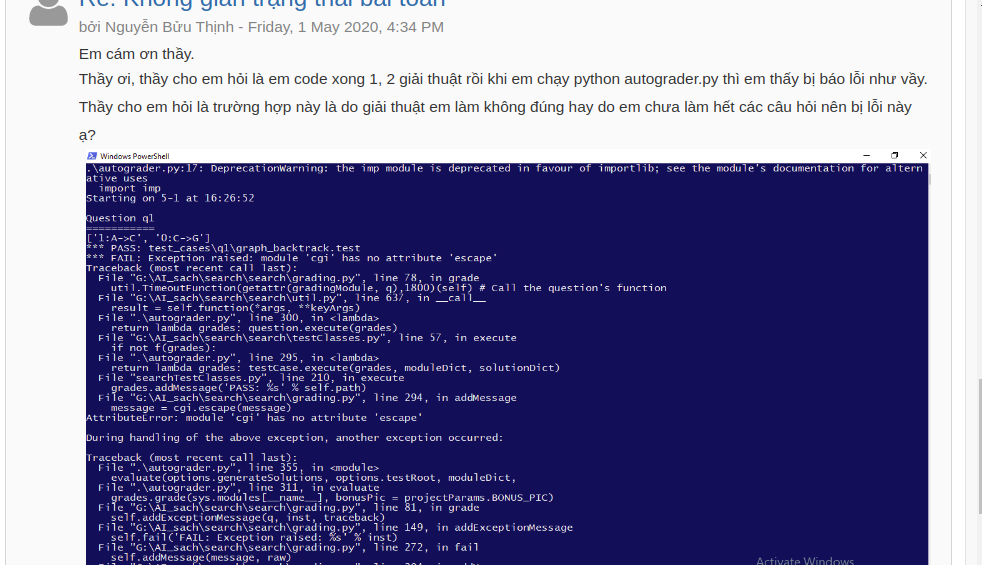 Re: Không gian trạng thái bài toán
bởi Nguyễn Bửu Thịnh - Friday, 1 May 2020, 4:34 PM
Em cám ơn thầy.
Thầy ơi, thầy cho em hỏi là em code xong 1, 2 giải thuật rồi khi em chạy python autograder.py thì em thấy bị báo lỗi như vầy.
Thầy cho em hỏi là trường hợp này là do giải thuật em làm không đúng hay do em chưa làm hết các câu hỏi nên bị lỗi này
ạ?
Windows PowerShell
.\autograder.py:17: DeprecationWarning: the imp module is deprecated in favour of importlib; see the module's documentation for altern
ative uses
  import imp
Starting on 5-1 at 16:26:52
Question q1
===========
['1:A->C', '0:C->G']
*** PASS: test_cases\q1\graph_backtrack.test
*** FAIL: Exception raised: module 'cgi' has no attribute 'escape'
Traceback (most recent call last):
  File "G:\AI_sach\search\search\grading.py", line 78, in grade
    util.TimeoutFunction(getattr(gradingModule, q),1800)(self) # Call the question's function
  File "G:\AI_sach\search\search\util.py", line 637, in __call__
    result = self.function(*args, **keyArgs)
  File ".\autograder.py", line 300, in <lambda>
    return lambda grades: question.execute(grades)
  File "G:\AI_sach\search\search\testClasses.py", line 57, in execute
    if not f(grades):
  File ".\autograder.py", line 295, in <lambda>
    return lambda grades: testCase.execute(grades, moduleDict, solutionDict)
  File "searchTestClasses.py", line 210, in execute
    grades.addMessage('PASS: %s' % self.path)
  File "G:\AI_sach\search\search\grading.py", line 294, in addMessage
    message = cgi.escape(message)
AttributeError: module 'cgi' has no attribute 'escape'
During handling of the above exception, another exception occurred:
Traceback (most recent call last):
  File ".\autograder.py", line 355, in <module>
    evaluate(options.generateSolutions, options.testRoot, moduleDict,
  File ".\autograder.py", line 311, in evaluate
    grades.grade(sys.modules[__name__], bonusPic = projectParams.BONUS_PIC)
  File "G:\AI_sach\search\search\grading.py", line 81, in grade
    self.addExceptionMessage(q, inst, traceback)
  File "G:\AI_sach\search\search\grading.py", line 149, in addExceptionMessage
    self.fail('FAIL: Exception raised: %s' % inst)
  File "G:\AI_sach\search\search\grading.py", line 272, in fail
    self.addMessage(message, raw)
Activate Windows